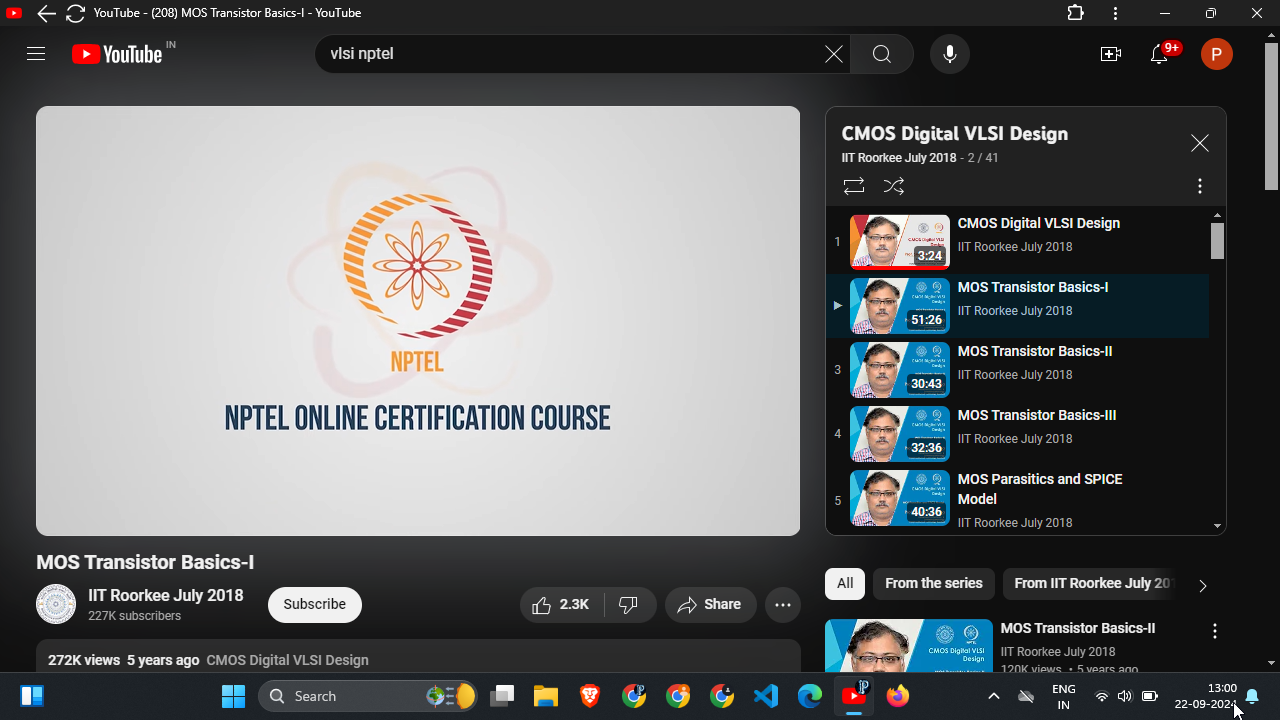 YouTube - (208) MOS Transistor Basics-I - YouTube
YouTube IN
vlsi nptel
9+
P
NPTEL
NPTEL ONLINE CERTIFICATION COURSE
CMOS Digital VLSI Design
IIT Roorkee July 2018 - 2 / 41
1
3:24
CMOS Digital VLSI Design
IIT Roorkee July 2018
51:26
MOS Transistor Basics-I
IIT Roorkee July 2018
3
30:43
MOS Transistor Basics-II
IIT Roorkee July 2018
4
32:36
MOS Transistor Basics-III
IIT Roorkee July 2018
5
40:36
MOS Parasitics and SPICE
Model
IIT Roorkee July 2018
MOS Transistor Basics-I
IIT Roorkee July 2018
227K subscribers
Subscribe
2.3K
Share
272K views 5 years ago CMOS Digital VLSI Design
All
From the series
From IIT Roorkee July 20
CMOS Digital VLSI
Design
MOS Transistor Basics-II
IIT Roorkee July 2018
120K views • 5 years ago
Search
ENG
IN
13:00
22-09-2024